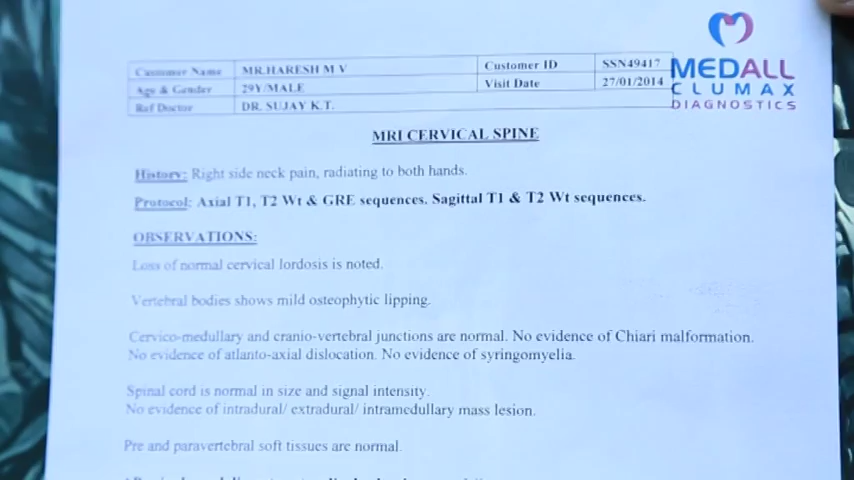 MEDALL
CLUMAX
DIAGNOSTICS
Customer Name MR.HARESH M V Customer ID SSN49417
Age & Gender 29Y/MALE Visit Date 27/01/2014
Ref Doctor DR. SUJAY K.T.
MRI CERVICAL SPINE
History: Right side neck pain, radiating to both hands.
Protocol: Axial T1, T2 Wt & GRE sequences. Sagittal T1 & T2 Wt sequences.
OBSERVATIONS:
Loss of normal cervical lordosis is noted.
Vertebral bodies shows mild osteophytic lipping.
Cervico-medullary and cranio-vertebral junctions are normal. No evidence of Chiari malformation.
No evidence of atlanto-axial dislocation. No evidence of syringomyelia.
Spinal cord is normal in size and signal intensity.
No evidence of intradural/ extradural/ intramedullary mass lesion.
Pre and paravertebral soft tissues are normal.